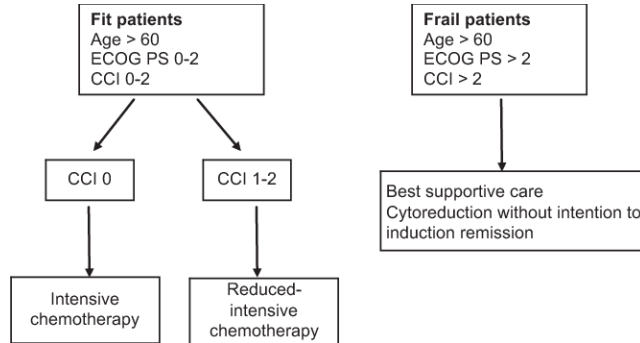 Fit patients
Age > 60
ECOG PS 0-2
CCI 0-2
Frail patients
Age > 60
ECOG PS > 2
CCI > 2
CCI 0
CCI 1-2
Best supportive care
Cytoreduction without intention to
induction remission
Intensive
chemotherapy
Reduced-
intensive
chemotherapy